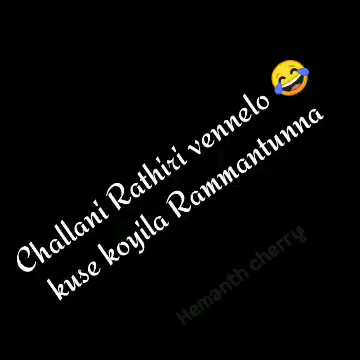 Challani Rathiri vennelo 😂
kuse koyila Rammantunna
Hemanth cherry